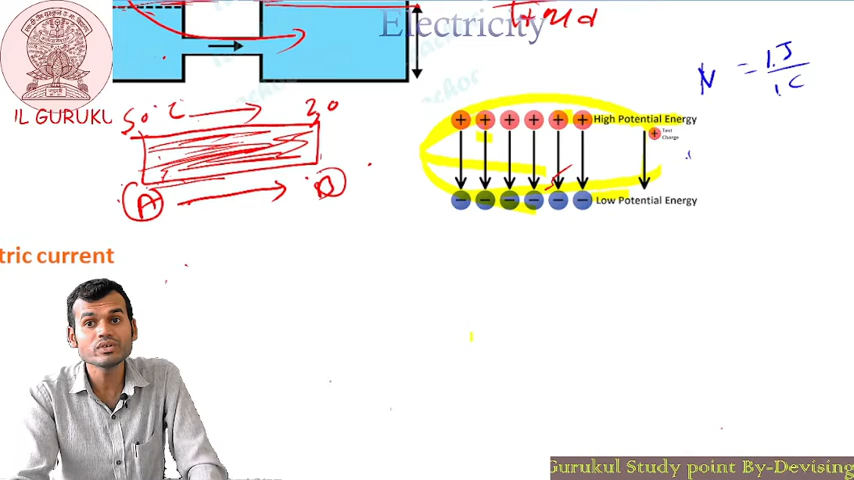 Electricity
IL GURUKU
50°C
30
A
High Potential Energy
Test
Charge
Low Potential Energy
= 1J
1C
tric current
Gurukul Study point By-Devising